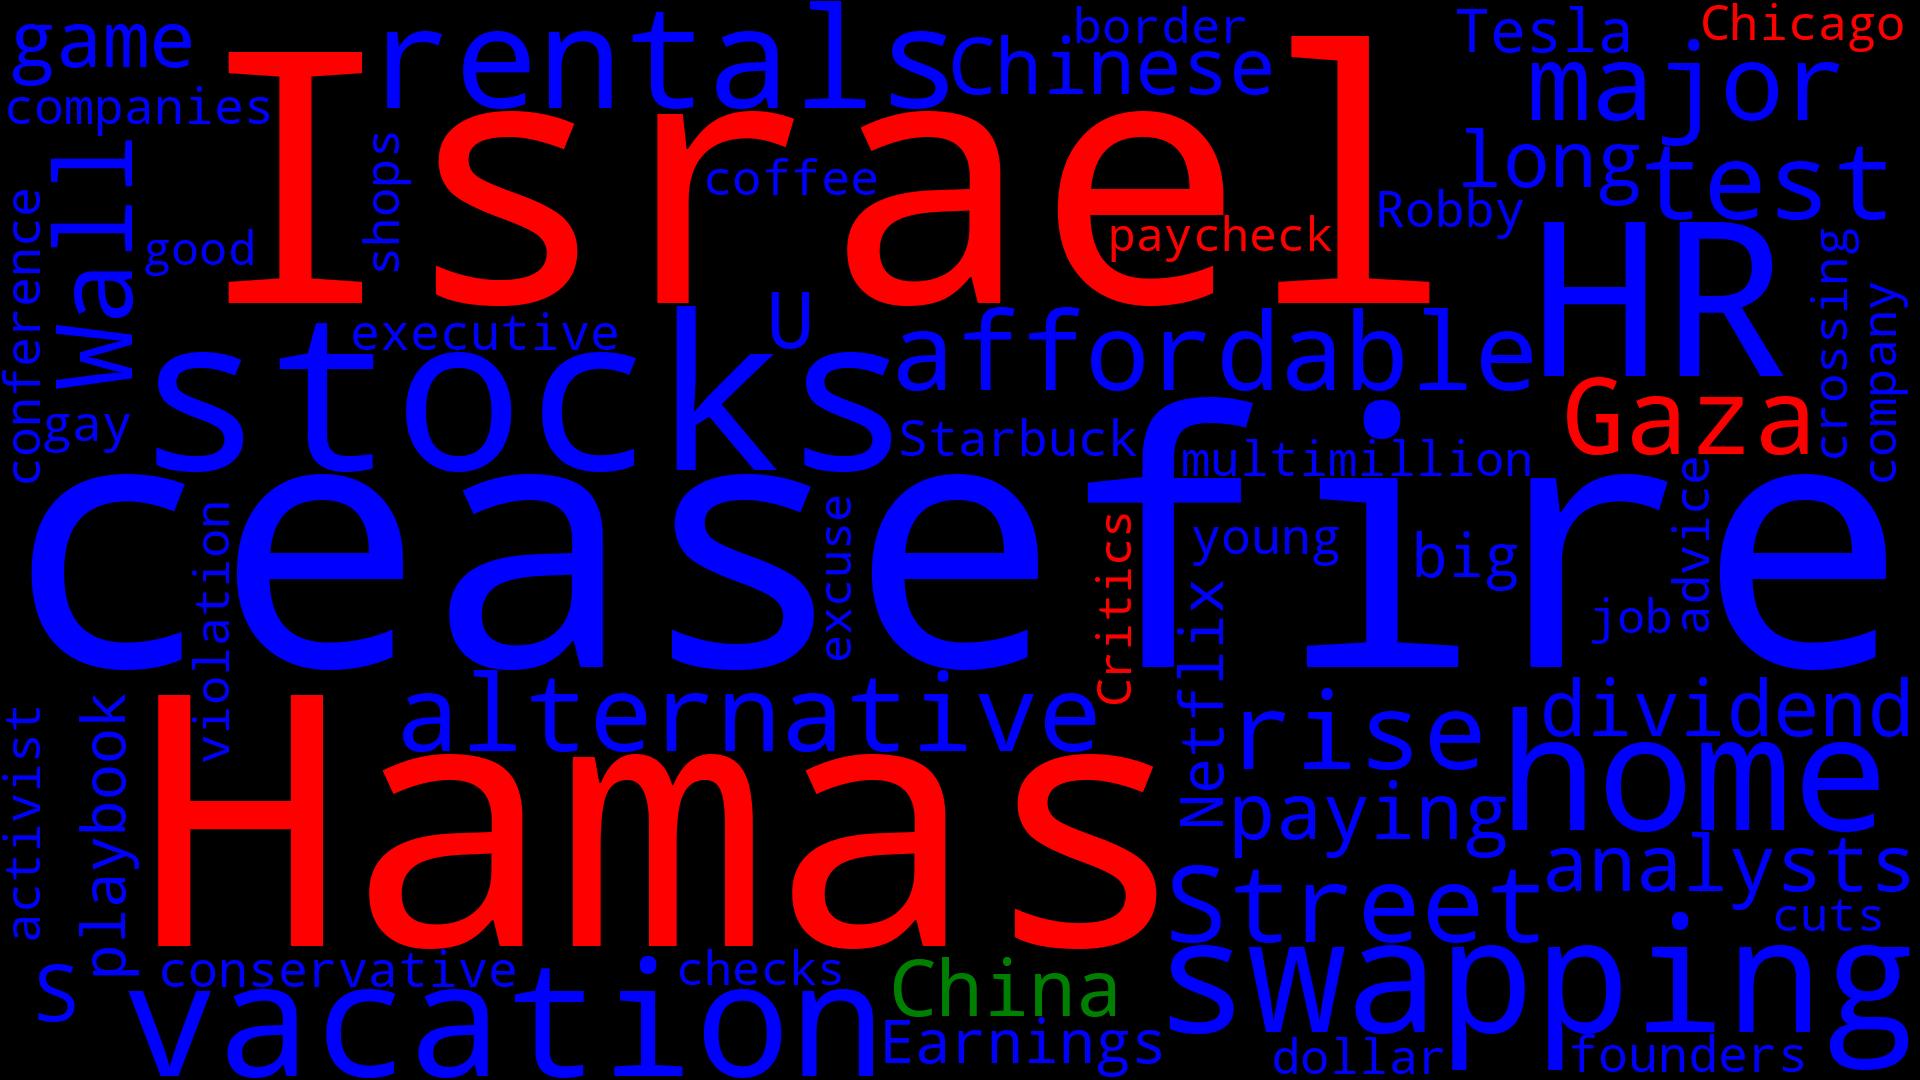 game
rentals
border
Chinese
Tesla
Chicago
major
companies
Israel
shops
coffee
paycheck
long
test
Robby
Wall
good
conference
HR
crossing
company
executive
U
stocks
affordable
gay
Starbuck
multimillion
Gaza
ceasefire
violation
excuse
Critics
young
big
advice
job
Netflix
alternative
rise
dividend
home
activist
playbook
Hamas
paying
analysts
Street
cuts
swapping
S
conservative
checks
China
vacation
Earnings
dollar
founders